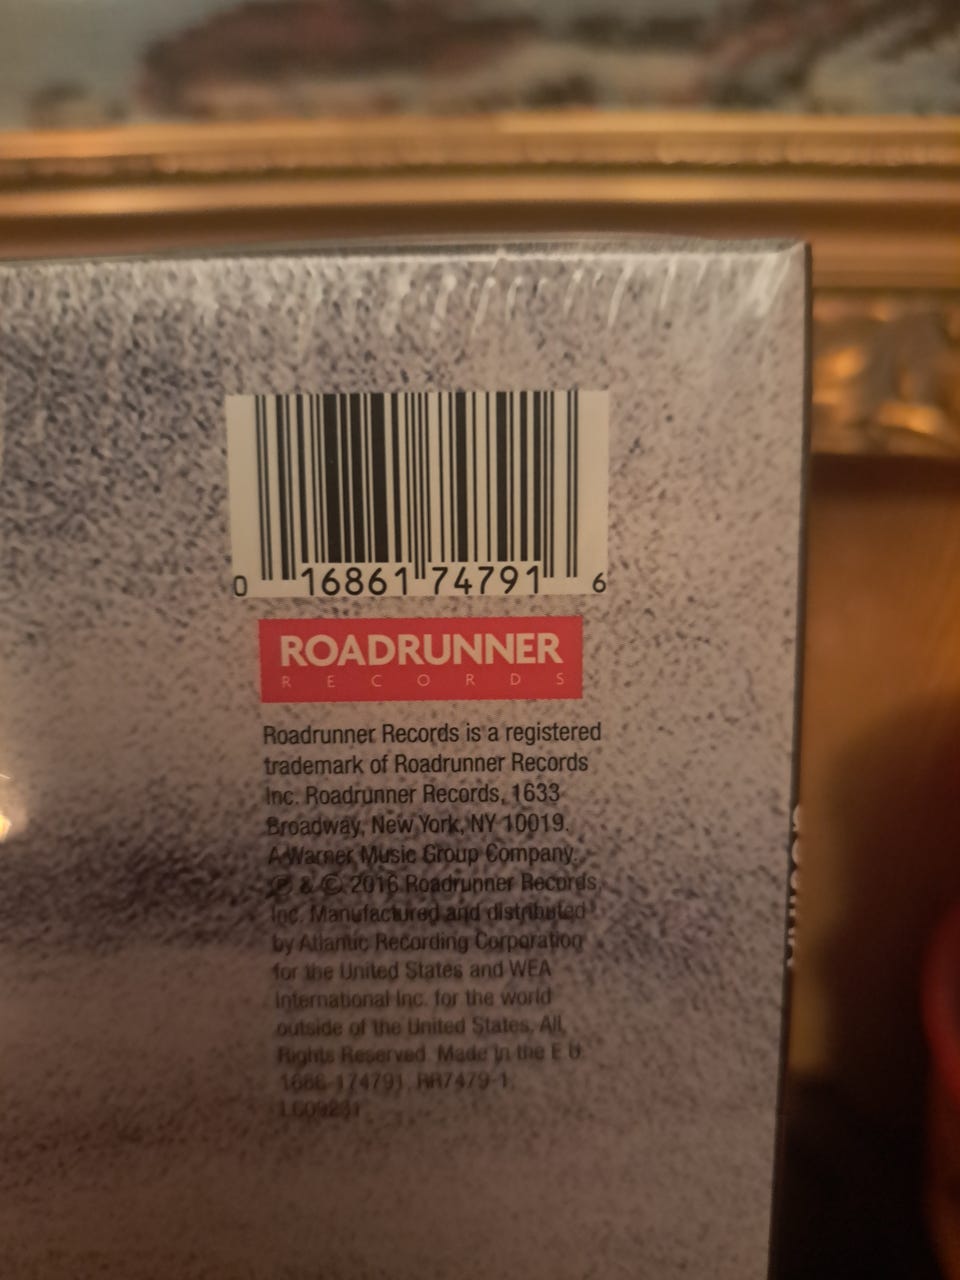 0 16861 74791 6
ROADRUNNER
RECORDS
Roadrunner Records is a registered
trademark of Roadrunner Records
Inc. Roadrunner Records, 1633
Broadway, New York, NY 10019.
A Warner Music Group Company.
℗ & © 2016 Roadrunner Records,
Inc. Manufactured and distributed
by Atlantic Recording Corporation
for the United States and WEA
International Inc. for the world
outside of the United States. All
Rights Reserved. Made in the E.U.
1686-174791 RR7479-1